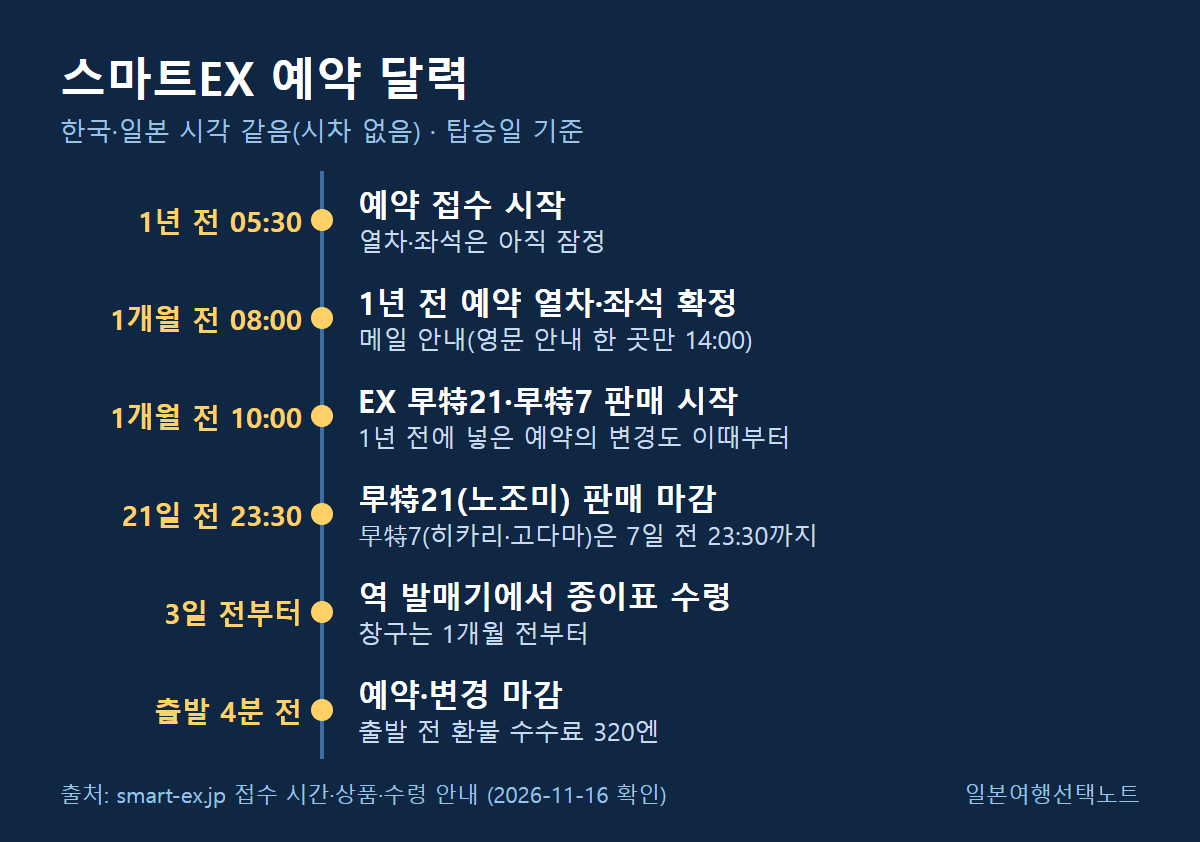 스마트EX 예약 달력
한국·일본 시각 같음(시차 없음) · 탑승일 기준
1년 전 05:30
예약 접수 시작
열차·좌석은 아직 잠정
1개월 전 08:00
1년 전 예약 열차·좌석 확정
메일 안내(영문 안내 한 곳만 14:00)
1개월 전 10:00
EX 早特21·早特7 판매 시작
1년 전에 넣은 예약의 변경도 이때부터
21일 전 23:30
早特21(노조미) 판매 마감
早特7(히카리·고다마)은 7일 전 23:30까지
3일 전부터
역 발매기에서 종이표 수령
창구는 1개월 전부터
출발 4분 전
예약·변경 마감
출발 전 환불 수수료 320엔
출처: smart-ex.jp 접수 시간·상품·수령 안내 (2026-11-16 확인)
일본여행선택노트